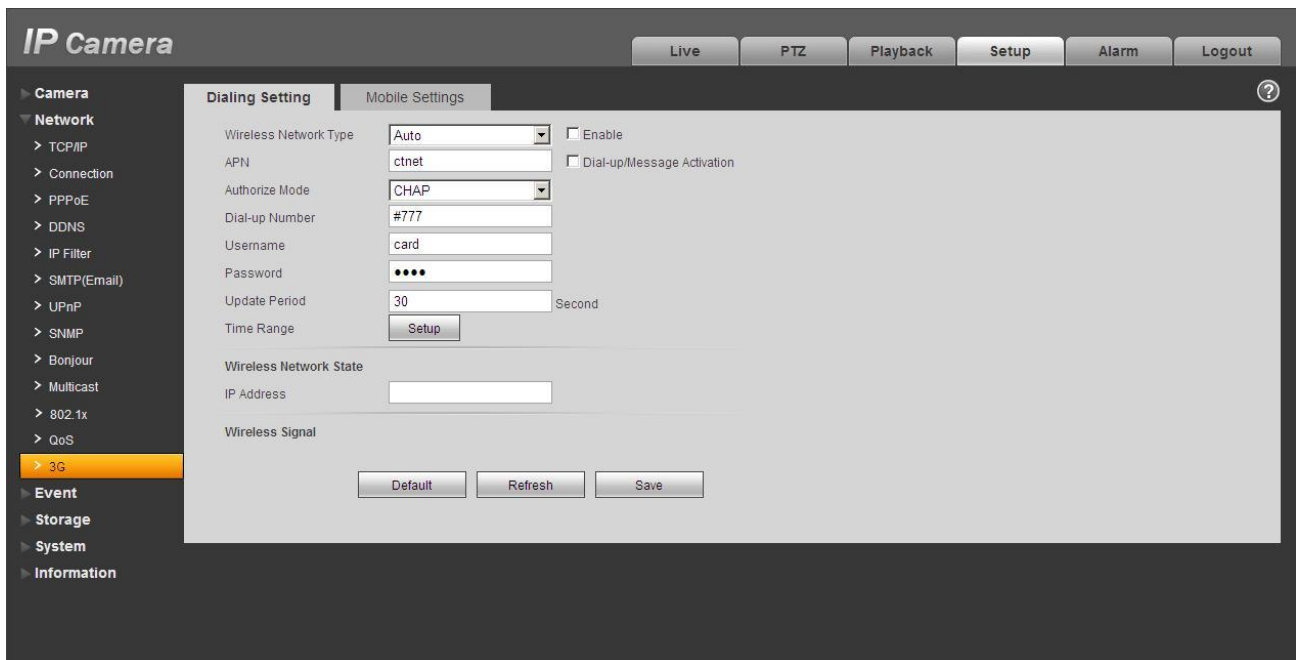 IP Camera
Live PTZ Playback Setup Alarm Logout
Camera
Network
TCP/IP
Connection
PPPoE
DDNS
IP Filter
SMTP(Email)
UPnP
SNMP
Bonjour
Multicast
802.1x
QoS
3G
Event
Storage
System
Information
Dialing Setting Mobile Settings
?
Wireless Network Type Auto Enable
APN ctnet Dial-up/Message Activation
Authorize Mode CHAP
Dial-up Number #777
Username card
Password ••••
Update Period 30 Second
Time Range Setup
Wireless Network State
IP Address
Wireless Signal
Default Refresh Save